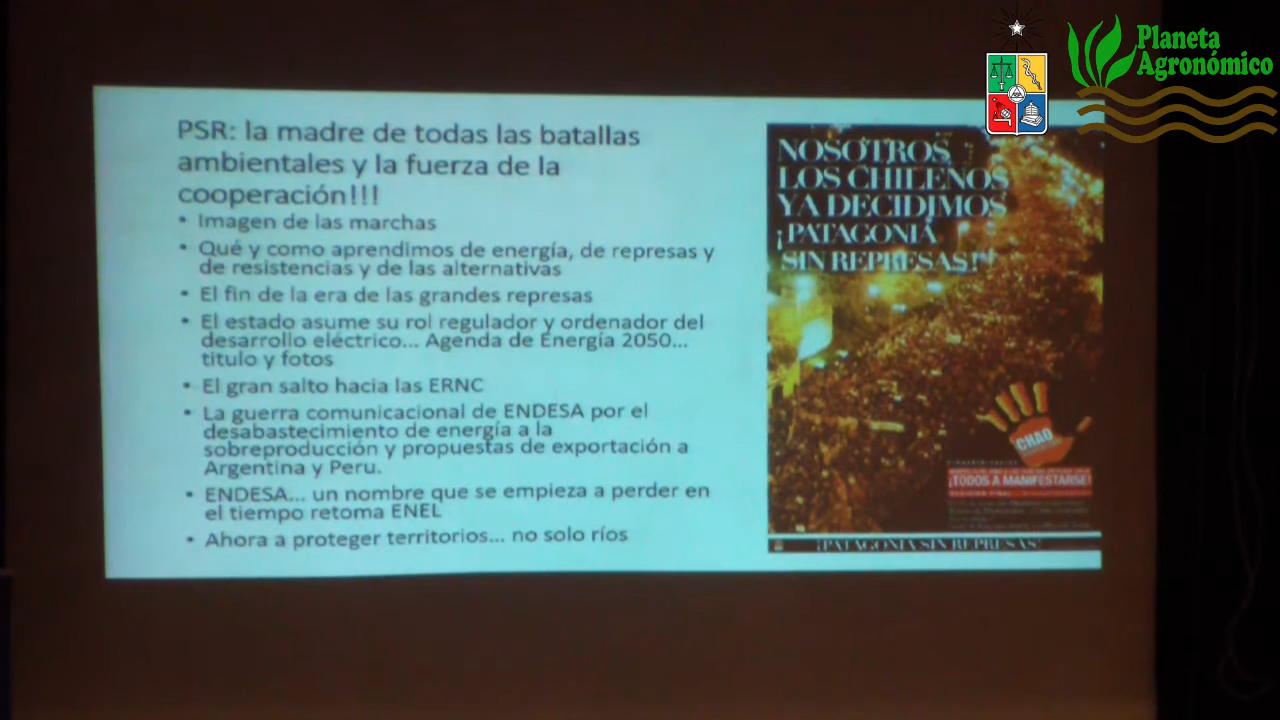 Planeta
Agronómico
PSR: la madre de todas las batallas
ambientales y la fuerza de la
cooperación!!!
• Imagen de las marchas
• Qué y como aprendimos de energía, de represas y
de resistencias y de las alternativas
• El fin de la era de las grandes represas
• El estado asume su rol regulador y ordenador del
desarrollo eléctrico... Agenda de Energía 2050...
titulo y fotos
• El gran salto hacia las ERNC
• La guerra comunicacional de ENDESA por el
desabastecimiento de energía a la
sobreproducción y propuestas de exportación a
Argentina y Peru.
• ENDESA... un nombre que se empieza a perder en
el tiempo retoma ENEL
• Ahora a proteger territorios... no solo ríos
NOSOTROS
LOS CHILENOS
YA DECIDIMOS
¡PATAGONIA
SIN REPRESAS!
CHAO
¡TODOS A MANIFESTARSE!
¡PATAGONIA SIN REPRESAS!